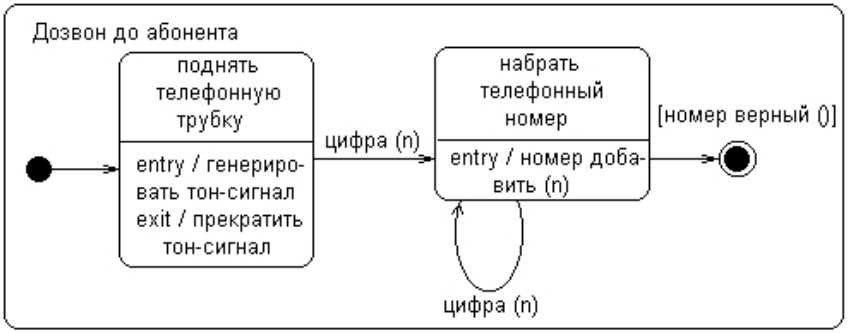 Дозвон до абонента
поднять
телефонную
трубку
entry / генериро-
вать тон-сигнал
exit / прекратить
тон-сигнал
цифра (n)
набрать
телефонный
номер
entry / номер доба-
вить (n)
цифра (n)
[номер верный ()]